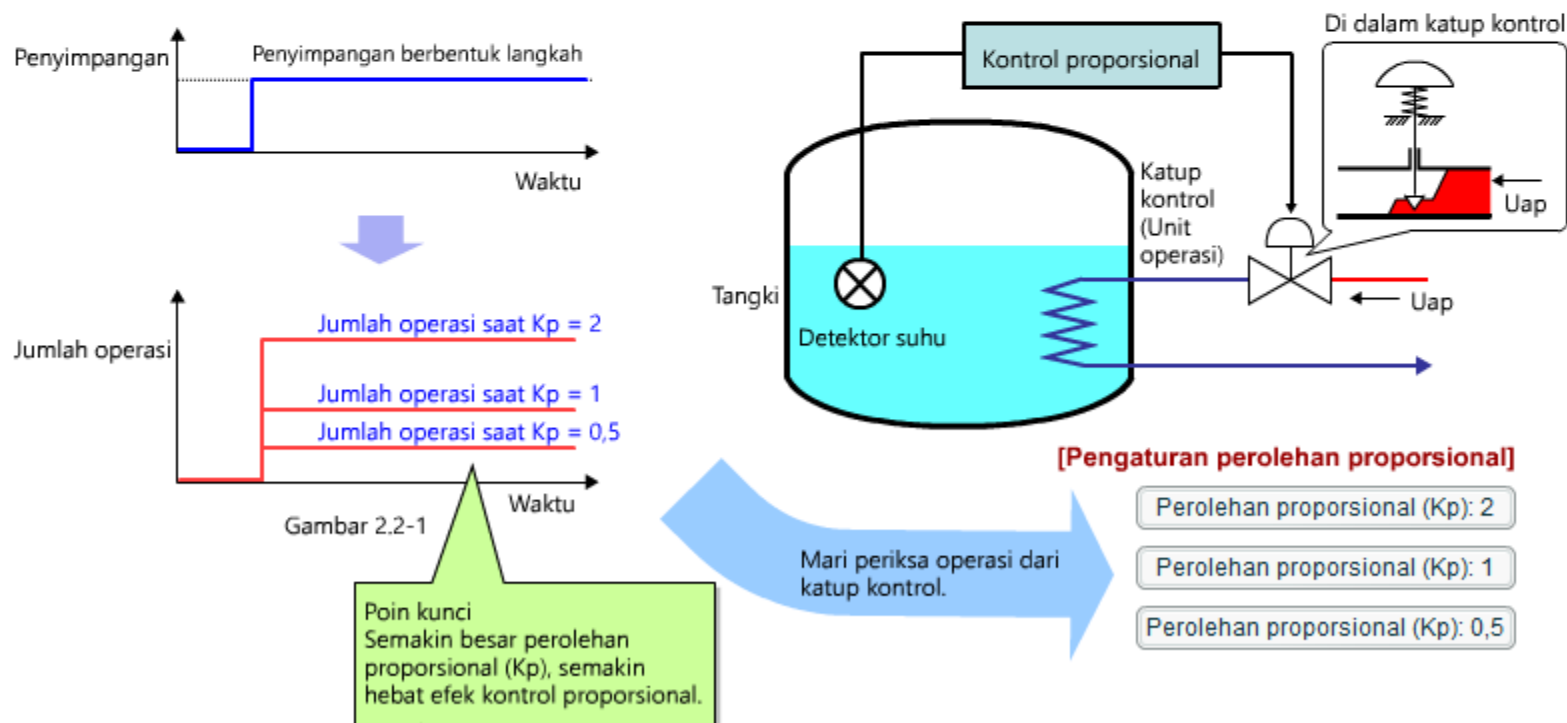 Penyimpangan
Penyimpangan berbentuk langkah
Waktu
Jumlah operasi
Jumlah operasi saat Kp = 2
Jumlah operasi saat Kp = 1
Jumlah operasi saat Kp = 0,5
Waktu
Gambar 2.2-1
Poin kunci
Semakin besar perolehan
proporsional (Kp), semakin
hebat efek kontrol proporsional.
Kontrol proporsional
Di dalam katup kontrol
Uap
Katup
kontrol
(Unit
operasi)
Tangki
Detektor suhu
Uap
Mari periksa operasi dari
katup kontrol.
[Pengaturan perolehan proporsional]
Perolehan proporsional (Kp): 2
Perolehan proporsional (Kp): 1
Perolehan proporsional (Kp): 0,5